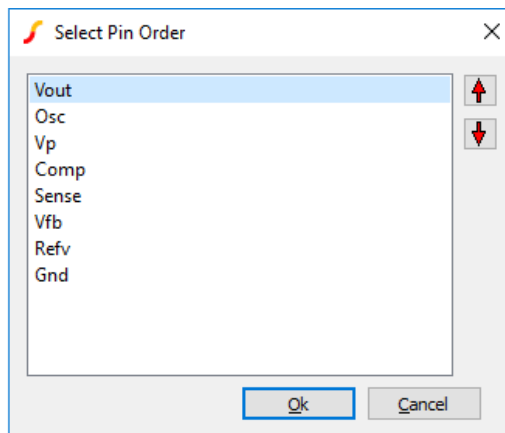 Select Pin Order
Vout
Osc
Vp
Comp
Sense
Vfb
Refv
Gnd
Ok
Cancel